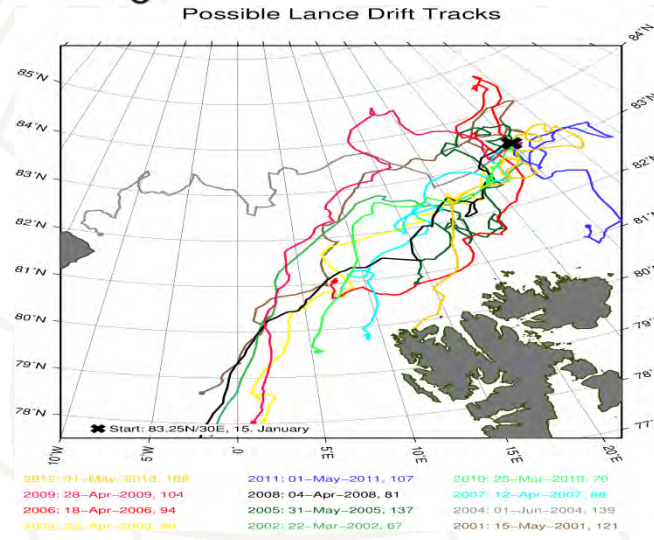 Possible Lance Drift Tracks
84°N
85°N
84°N
83°N
82°N
81°N
80°N
79°N
78°N
83°N
82°N
81°N
80°N
79°
78°
77°
Start: 83.25N/30E, 15. January
10°W
5°W
0°E
5°E
10°E
15°E
20°E
2011: 01-May-2011, 107
2010: 25-Mar-2010, 70
2009: 28-Apr-2009, 104
2008: 04-Apr-2008, 81
2007: 12-Apr-2007, 88
2006: 18-Apr-2006, 94
2005: 31-May-2005, 137
2004: 01-Jun-2004, 139
2002: 22-Mar-2002, 67
2001: 15-May-2001, 121